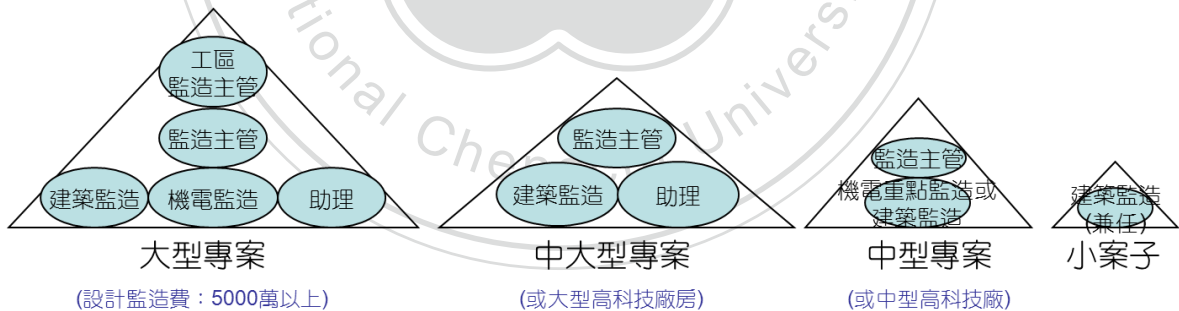 工區
監造主管
監造主管
建築監造
機電監造
助理
大型專案
(設計監造費：5000萬以上)
監造主管
建築監造
助理
中大型專案
(或大型高科技廠房)
監造主管
機電重點監造或
建築監造
中型專案
(或中型高科技廠)
建築監造
(兼任)
小案子
tional Che
Univers